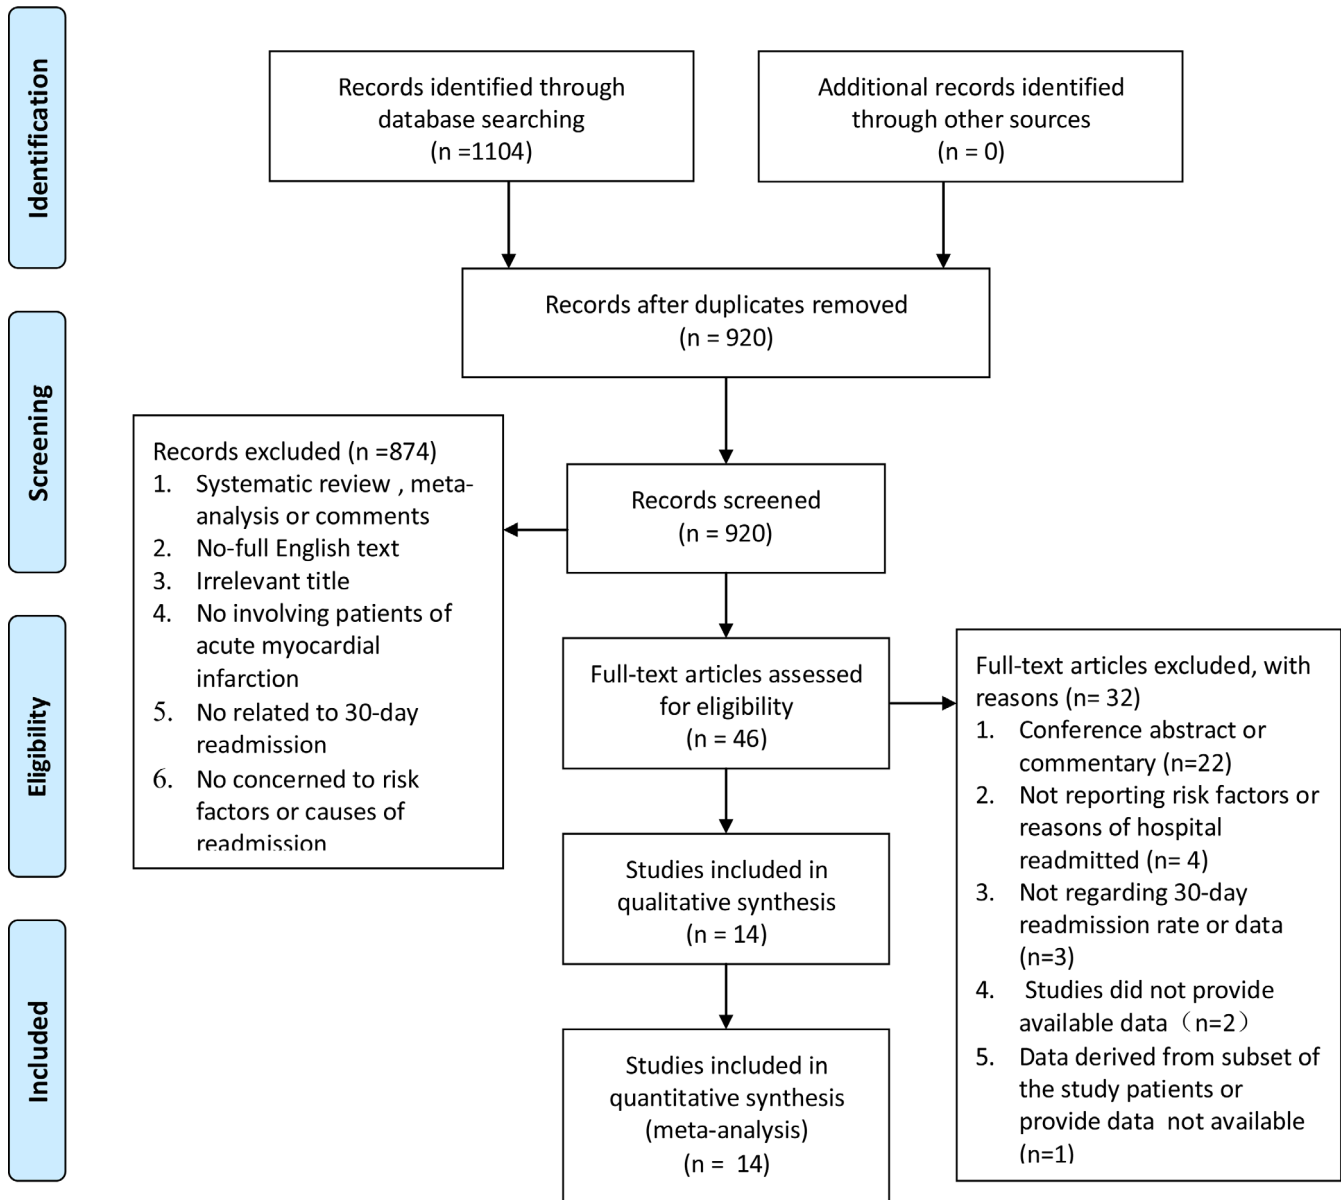 Identification
Records identified through
database searching
(n =1104)
Additional records identified
through other sources
(n = 0)
Records after duplicates removed
(n = 920)
Screening
Records excluded (n =874)
1. Systematic review , meta-
analysis or comments
2. No-full English text
3. Irrelevant title
4. No involving patients of
acute myocardial
infarction
5. No related to 30-day
readmission
6. No concerned to risk
factors or causes of
readmission
Records screened
(n = 920)
Eligibility
Full-text articles assessed
for eligibility
(n = 46)
Full-text articles excluded, with
reasons (n= 32)
1. Conference abstract or
commentary (n=22)
2. Not reporting risk factors or
reasons of hospital
readmitted (n= 4)
3. Not regarding 30-day
readmission rate or data
(n=3)
4. Studies did not provide
available data（n=2）
5. Data derived from subset of
the study patients or
provide data not available
(n=1)
Studies included in
qualitative synthesis
(n = 14)
Included
Studies included in
quantitative synthesis
(meta-analysis)
(n = 14)